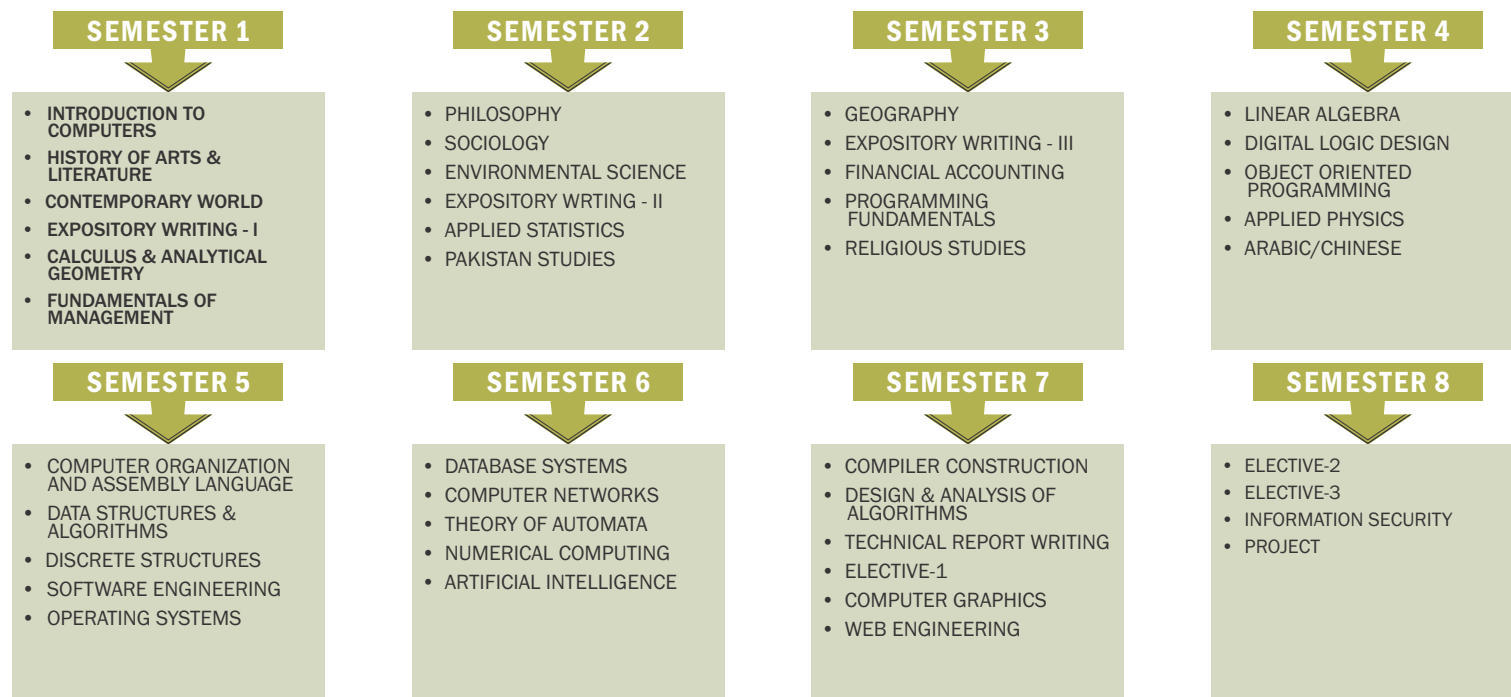 SEMESTER 1
• INTRODUCTION TO
COMPUTERS
• HISTORY OF ARTS &
LITERATURE
• CONTEMPORARY WORLD
• EXPOSITORY WRITING - I
• CALCULUS & ANALYTICAL
GEOMETRY
• FUNDAMENTALS OF
MANAGEMENT
SEMESTER 2
• PHILOSOPHY
• SOCIOLOGY
• ENVIRONMENTAL SCIENCE
• EXPOSITORY WRTING - II
• APPLIED STATISTICS
• PAKISTAN STUDIES
SEMESTER 3
• GEOGRAPHY
• EXPOSITORY WRITING - III
• FINANCIAL ACCOUNTING
• PROGRAMMING
FUNDAMENTALS
• RELIGIOUS STUDIES
SEMESTER 4
• LINEAR ALGEBRA
• DIGITAL LOGIC DESIGN
• OBJECT ORIENTED
PROGRAMMING
• APPLIED PHYSICS
• ARABIC/CHINESE
SEMESTER 5
• COMPUTER ORGANIZATION
AND ASSEMBLY LANGUAGE
• DATA STRUCTURES &
ALGORITHMS
• DISCRETE STRUCTURES
• SOFTWARE ENGINEERING
• OPERATING SYSTEMS
SEMESTER 6
• DATABASE SYSTEMS
• COMPUTER NETWORKS
• THEORY OF AUTOMATA
• NUMERICAL COMPUTING
• ARTIFICIAL INTELLIGENCE
SEMESTER 7
• COMPILER CONSTRUCTION
• DESIGN & ANALYSIS OF
ALGORITHMS
• TECHNICAL REPORT WRITING
• ELECTIVE-1
• COMPUTER GRAPHICS
• WEB ENGINEERING
SEMESTER 8
• ELECTIVE-2
• ELECTIVE-3
• INFORMATION SECURITY
• PROJECT